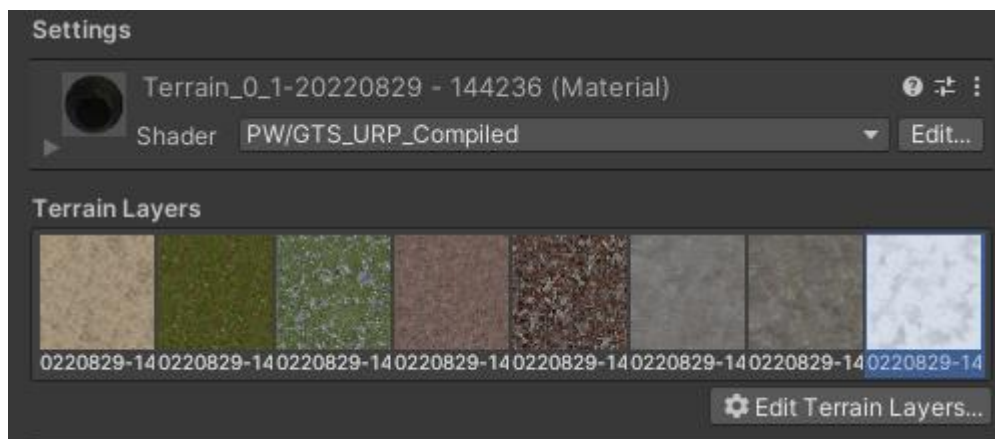 Settings
Terrain_0_1-20220829 - 144236 (Material)
Shader PW/GTS_URP_Compiled Edit...
Terrain Layers
0220829-14 0220829-14 0220829-14 0220829-14 0220829-14 0220829-14 0220829-14 0220829-14
Edit Terrain Layers...